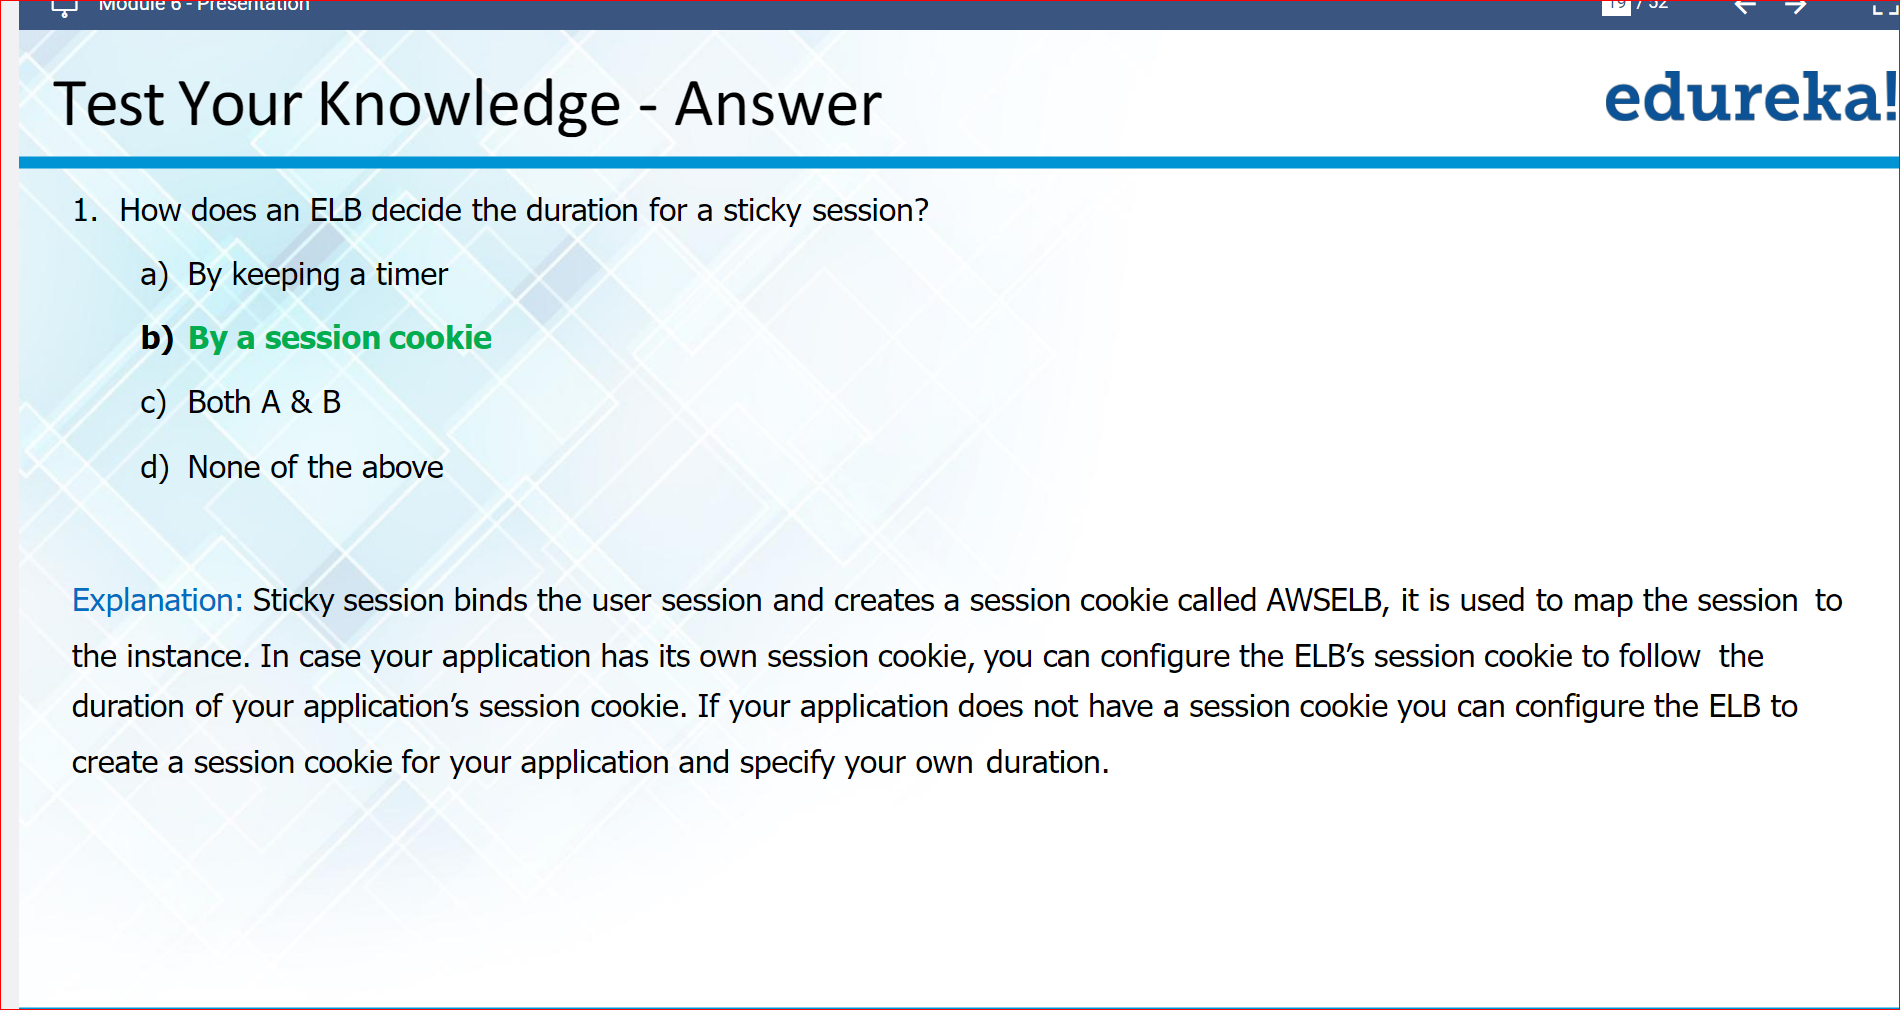 Module 6 - Presentation
19 / 52
Test Your Knowledge - Answer
edureka!
1. How does an ELB decide the duration for a sticky session?
a) By keeping a timer
b) By a session cookie
c) Both A & B
d) None of the above
Explanation: Sticky session binds the user session and creates a session cookie called AWSELB, it is used to map the session to
the instance. In case your application has its own session cookie, you can configure the ELB’s session cookie to follow the
duration of your application’s session cookie. If your application does not have a session cookie you can configure the ELB to
create a session cookie for your application and specify your own duration.